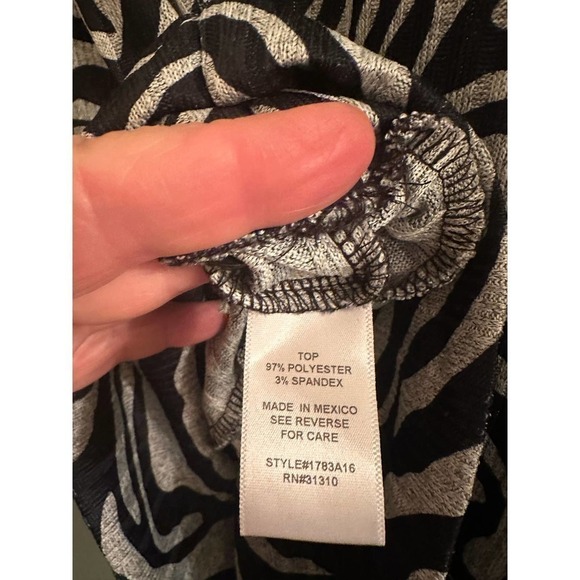 TOP
97% POLYESTER
3% SPANDEX
MADE IN MEXICO
SEE REVERSE
FOR CARE
STYLE#1783A16
RN#31310